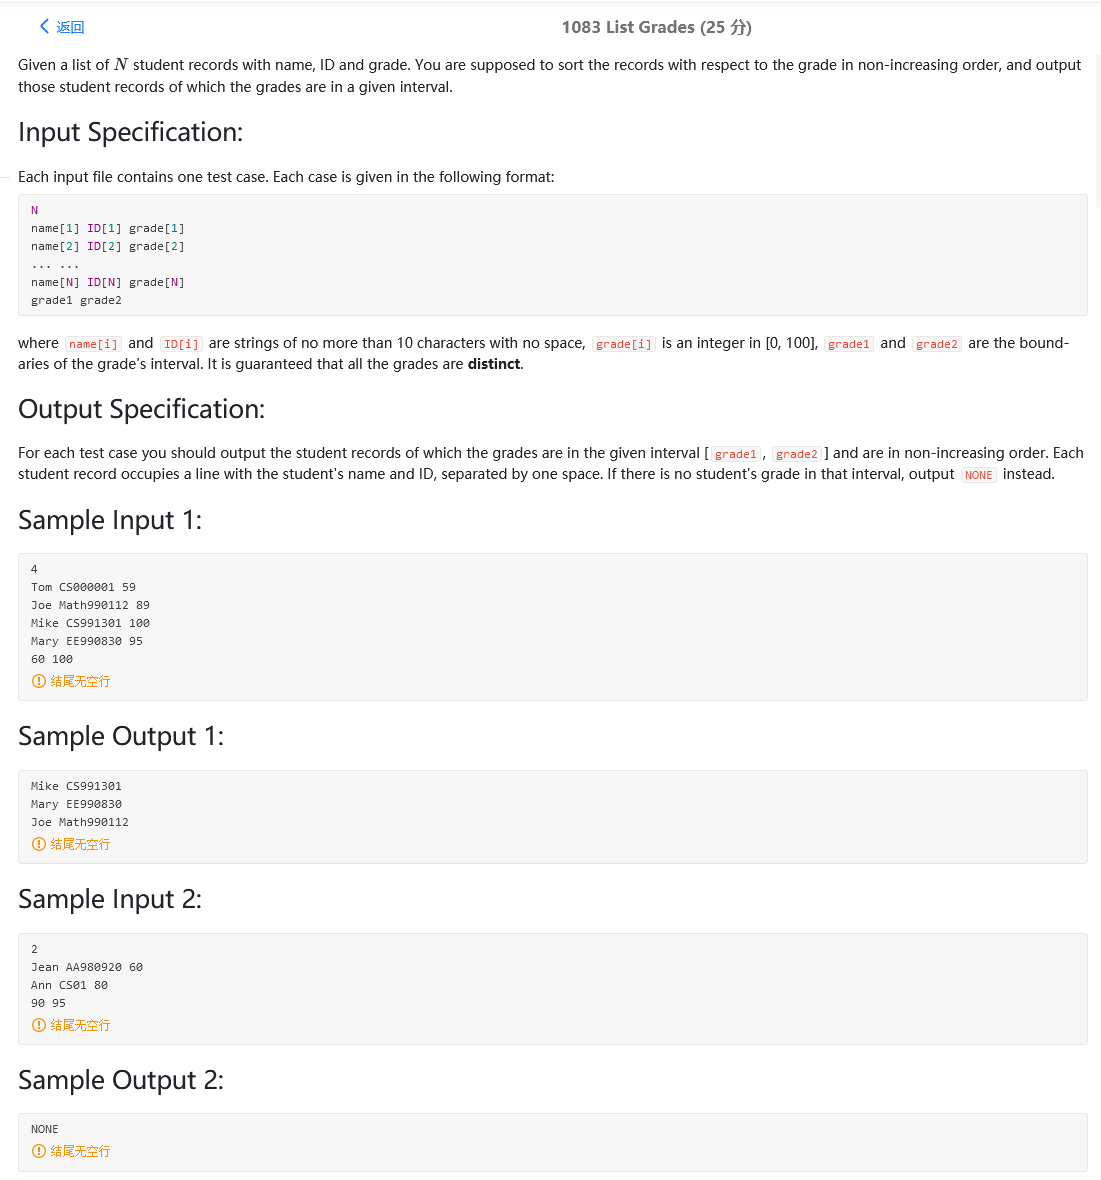 返回
1083 List Grades (25 分)
Given a list of N student records with name, ID and grade. You are supposed to sort the records with respect to the grade in non-increasing order, and output
those student records of which the grades are in a given interval.
Input Specification:
Each input file contains one test case. Each case is given in the following format:
N
name[1] ID[1] grade[1]
name[2] ID[2] grade[2]
... ...
name[N] ID[N] grade[N]
grade1 grade2
where name[i] and ID[i] are strings of no more than 10 characters with no space, grade[i] is an integer in [0, 100], grade1 and grade2 are the bound-
aries of the grade's interval. It is guaranteed that all the grades are distinct.
Output Specification:
For each test case you should output the student records of which the grades are in the given interval [ grade1 , grade2 ] and are in non-increasing order. Each
student record occupies a line with the student's name and ID, separated by one space. If there is no student's grade in that interval, output NONE instead.
Sample Input 1:
4
Tom CS000001 59
Joe Math990112 89
Mike CS991301 100
Mary EE990830 95
60 100
结尾无空行
Sample Output 1:
Mike CS991301
Mary EE990830
Joe Math990112
结尾无空行
Sample Input 2:
2
Jean AA980920 60
Ann CS01 80
90 95
结尾无空行
Sample Output 2:
NONE
结尾无空行